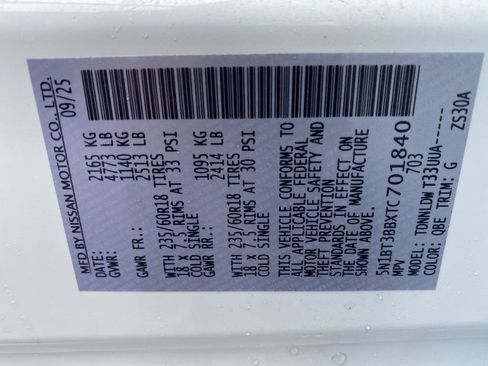 MFD BY NISSAN MOTOR CO., LTD.
DATE: 09/25
GVWR: 2165 KG
4773 LB
GAWR FR.: 1140 KG
2513 LB
WITH 235/60R18 TIRES
18 X 7.5 RIMS AT 33 PSI
COLD SINGLE
GAWR RR.: 1095 KG
2414 LB
WITH 235/60R18 TIRES
18 X 7.5 RIMS AT 30 PSI
COLD SINGLE
THIS VEHICLE CONFORMS TO
ALL APPLICABLE FEDERAL
MOTOR VEHICLE SAFETY AND
THEFT PREVENTION
STANDARDS IN EFFECT
ON THE DATE OF MANUFACTURE
SHOWN ABOVE.
5N1BT3BBXTC701840
MPV 703
MODEL: TDMNLDW T33UUA-----
COLOR: QBE TRIM: G ZS30A